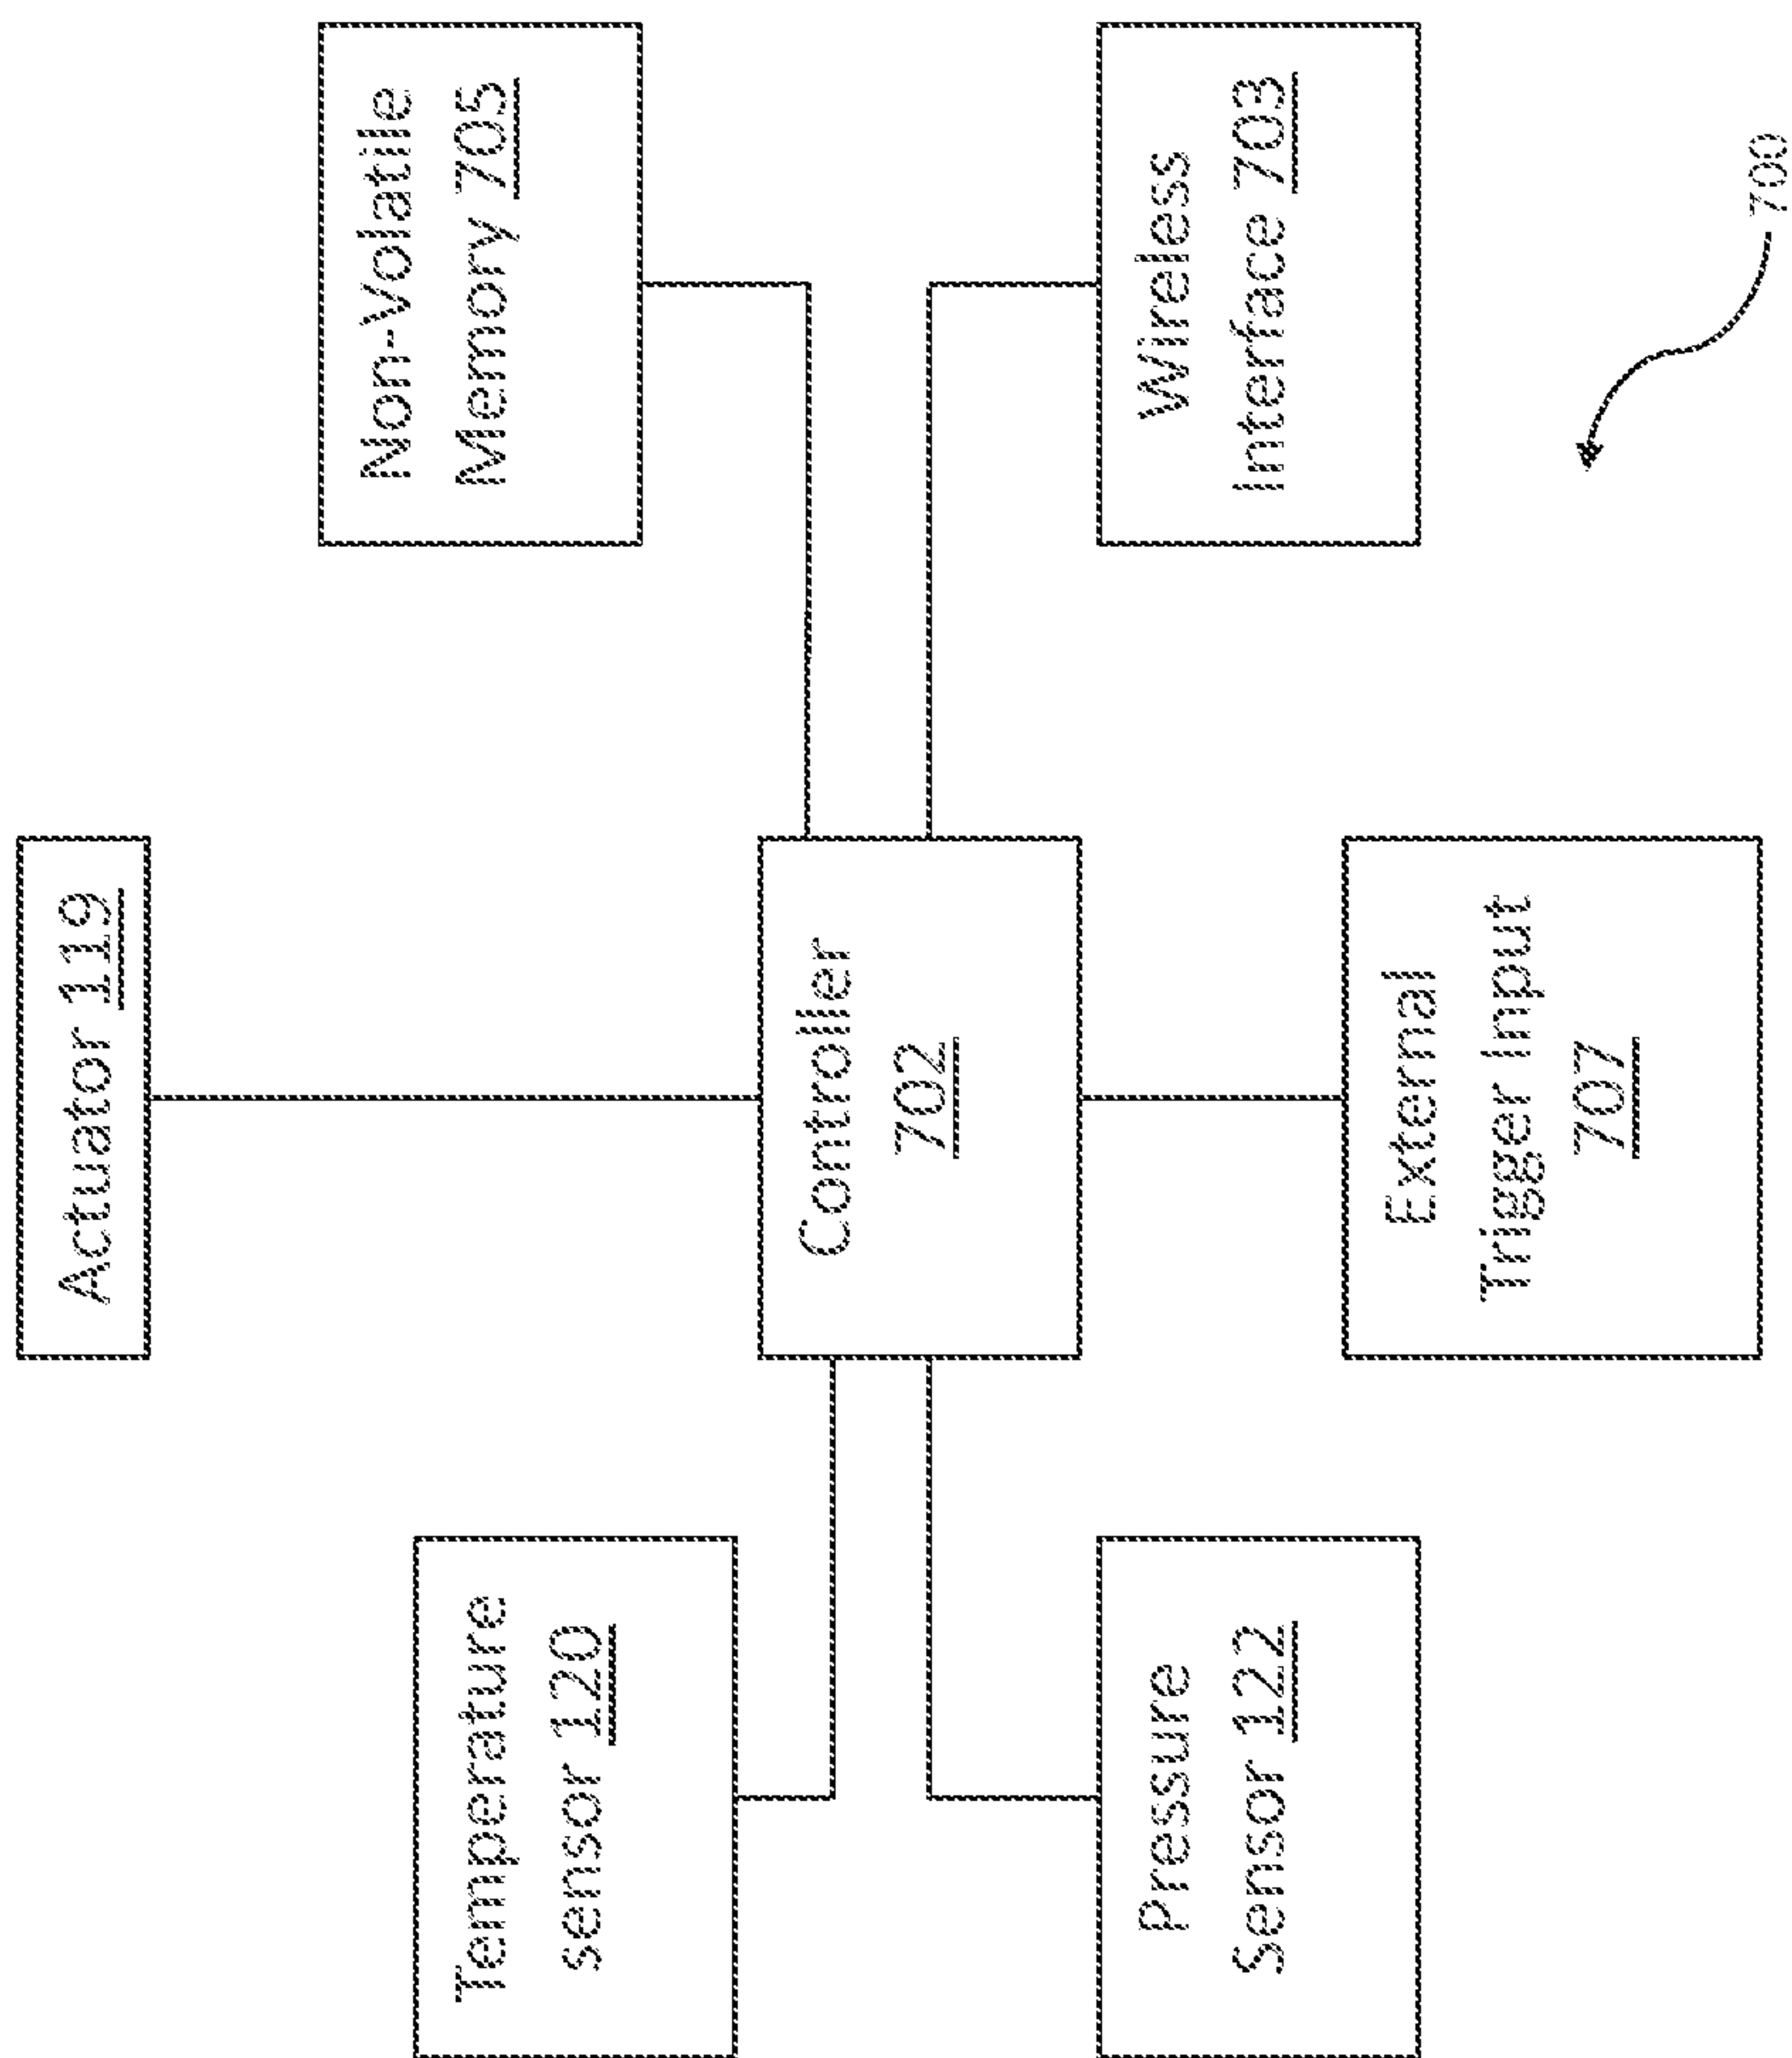 Actuator 119
Non-Volatile
Memory 705
Temperature
sensor 120
Controller
702
Wireless
Interface 703
Pressure
Sensor 122
External
Trigger Input
707
700